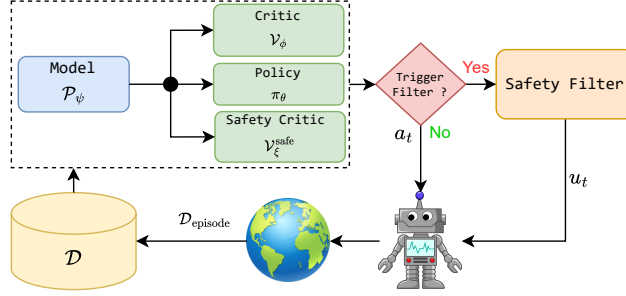 Model
𝒫_ψ
Critic
𝒱_ϕ
Policy
π_θ
Safety Critic
𝒱_ξ^safe
Trigger
Filter ?
Yes
Safety Filter
a_t
No
u_t
𝒟
𝒟_episode